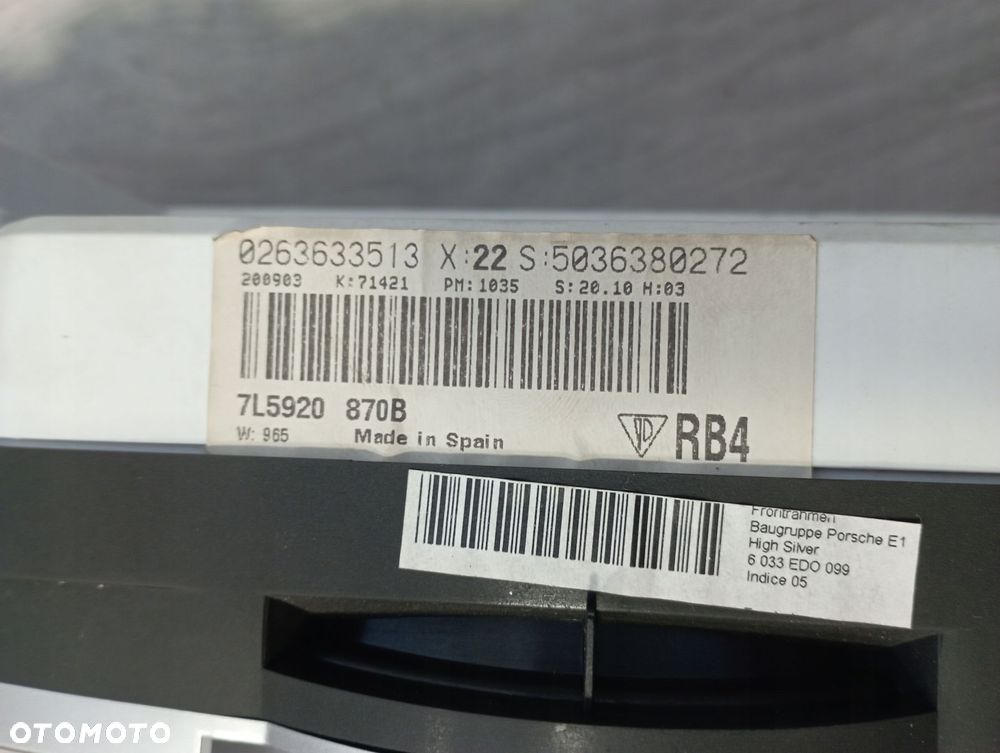 0263633513 X:22 S:5036380272
200903 K:71421 PM:1035 S:20.10 H:03
7L5920 870B
W: 965 Made in Spain
RB4
Frontrahmen
Baugruppe Porsche E1
High Silver
6 033 EDO 099
Indice 05
OTOMOTO